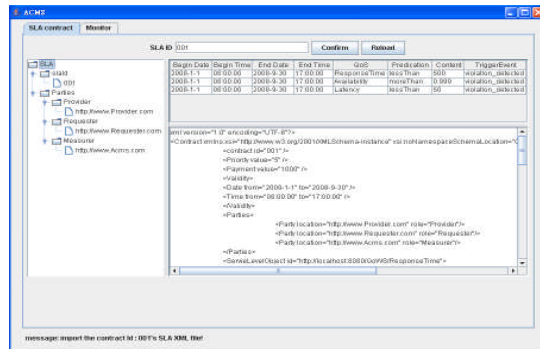 ACMS
SLA contract Monitor
SLA ID 001 Confirm Reload
SLA
slaId
001
Parties
Provider
http://www.Provider.com
Requester
http://www.Requester.com
Measurer
http://www.Acms.com
Begin Date Begin Time End Date End Time QoS Predication Content TriggerEvent
2008-1-1 08:00:00 2008-9-30 17:00:00 ResponseTime lessThan 500 violation_detected
2008-1-1 08:00:00 2008-9-30 17:00:00 Availability moreThan 0.999 violation_detected
2008-1-1 08:00:00 2008-9-30 17:00:00 Latency lessThan 50 violation_detected
xml version="1.0" encoding="UTF-8"?>
<Contract xmlns:xsi="http://www.w3.org/2001/XMLSchema-instance" xsi:noNamespaceSchemaLocation="C
<contract id="001" />
<Priority value="5" />
<Payment value="1000" />
<Validity>
<Date from="2008-1-1" to="2008-9-30" />
<Time from="08:00:00" to="17:00:00" />
</Validity>
<Parties>
<Party location="http://www.Provider.com" role="Provider"/>
<Party location="http://www.Requester.com" role="Requester"/>
<Party location="http://www.Acms.com" role="Measurer"/>
</Parties>
<ServieLevelObject id="http://localhost:8080/QoWS/ResponseTime">
message: import the contract Id : 001's SLA XML file!